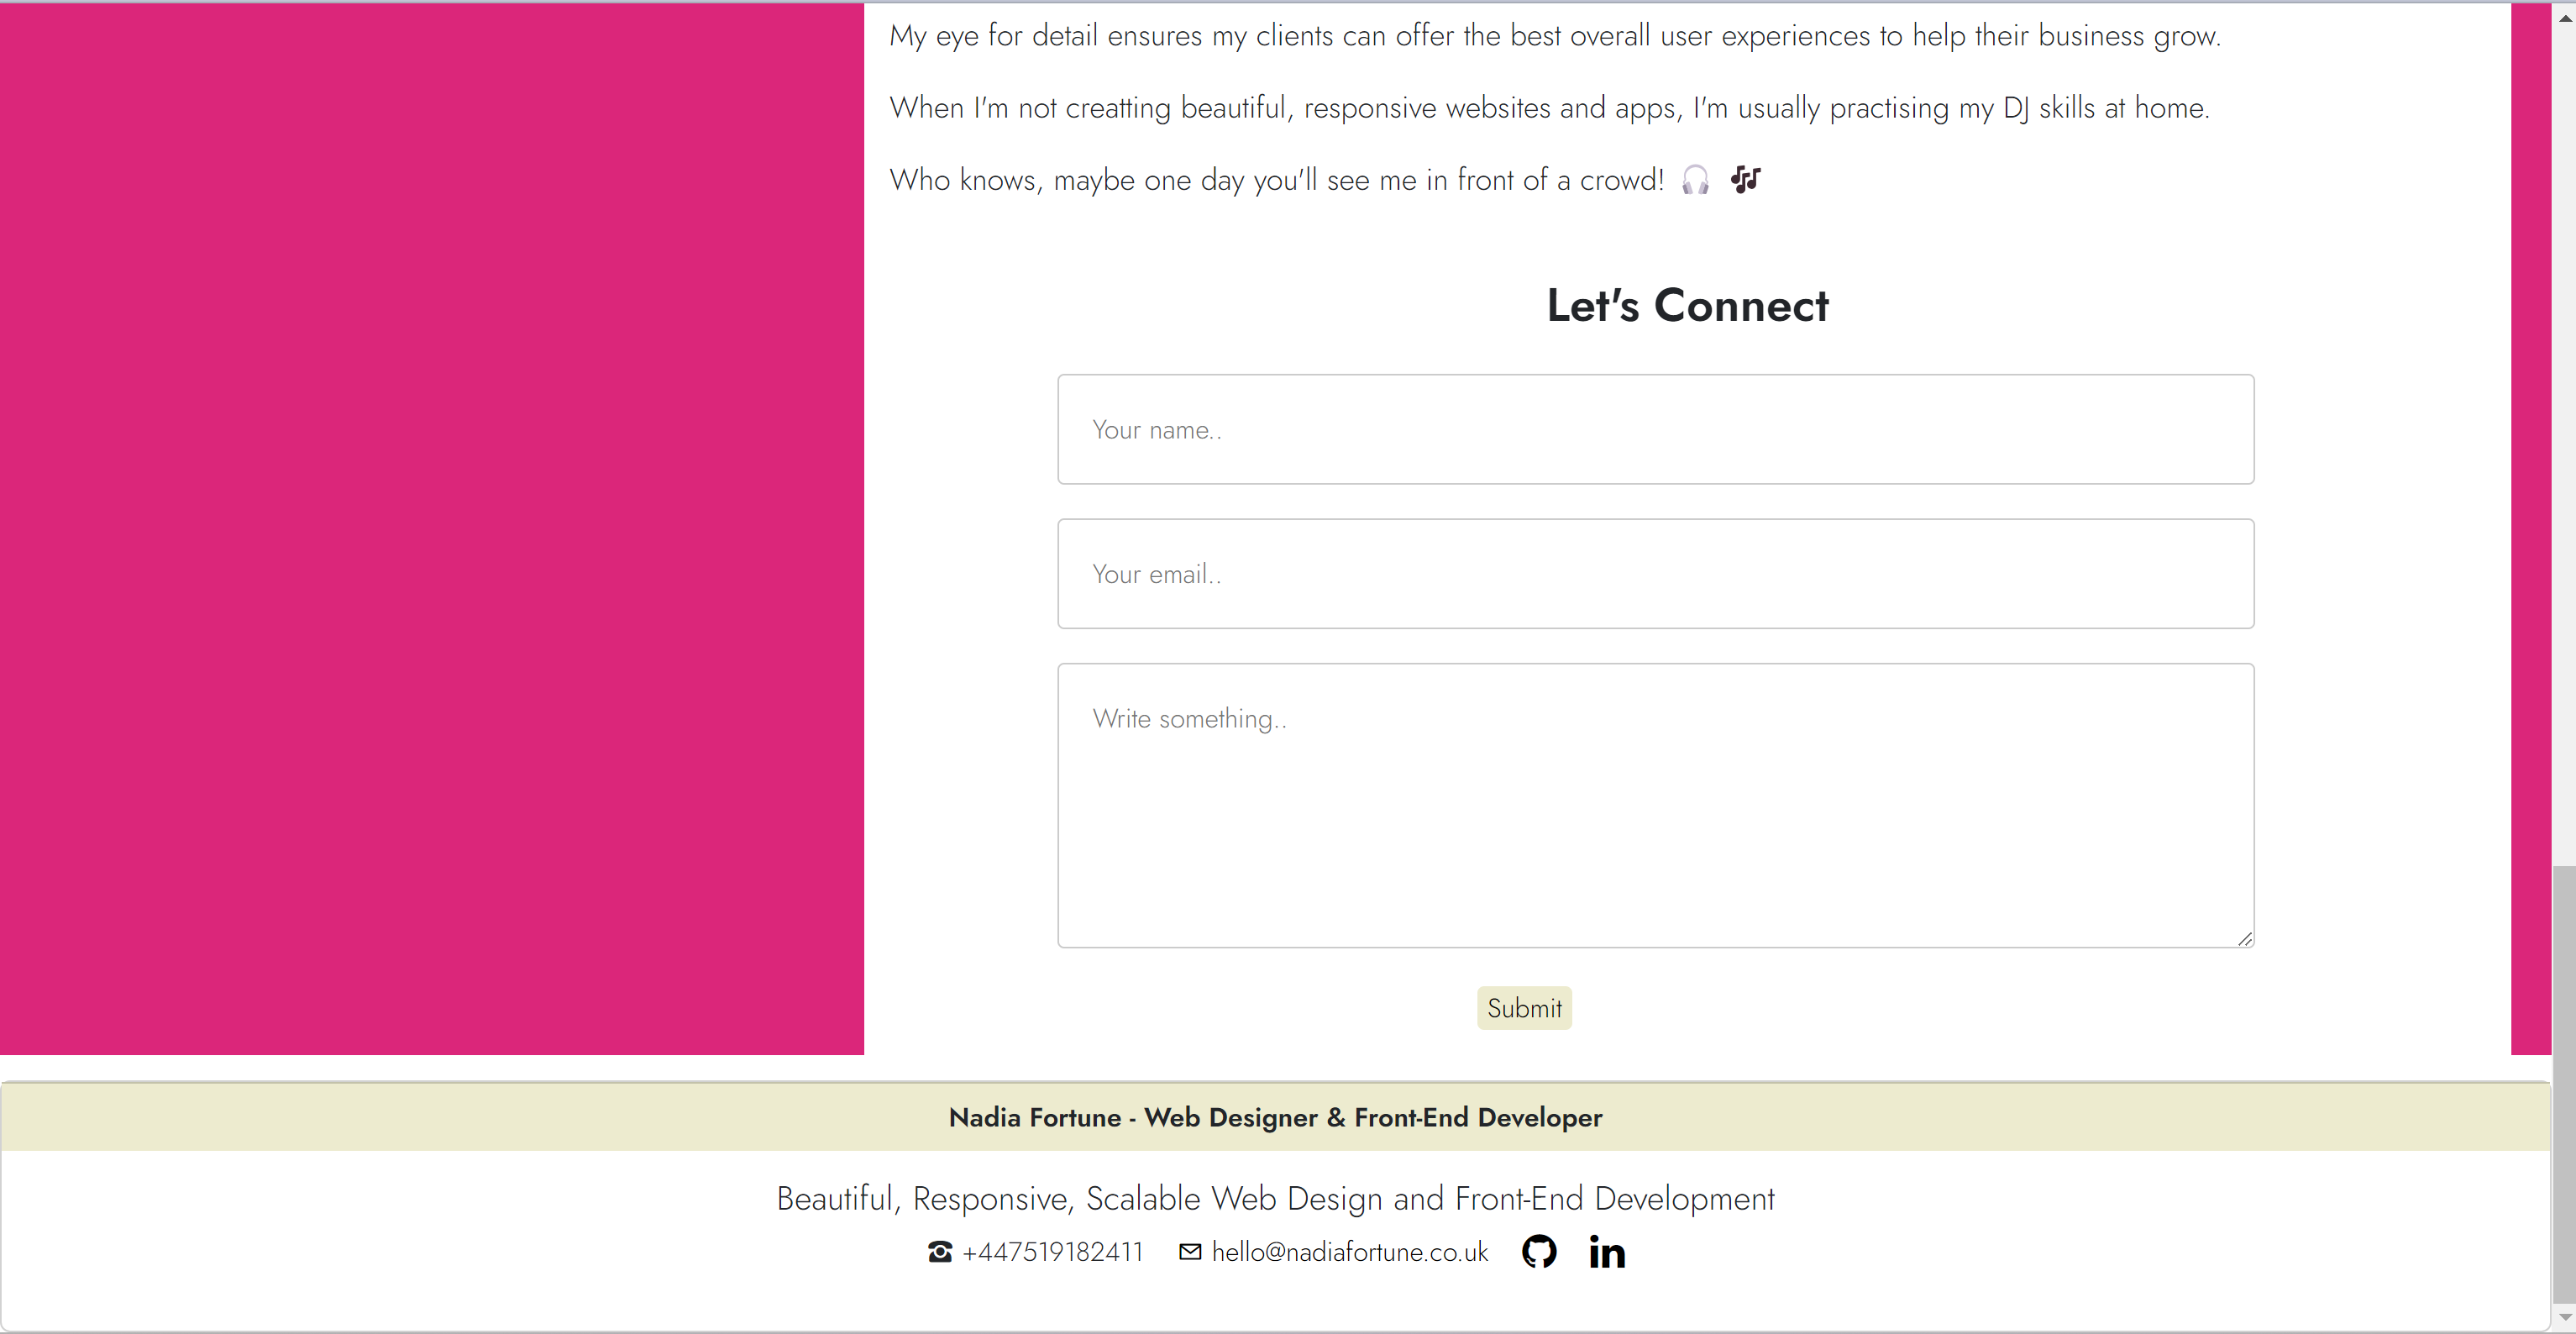 My eye for detail ensures my clients can offer the best overall user experiences to help their business grow.
When I'm not creatting beautiful, responsive websites and apps, I'm usually practising my DJ skills at home.
Who knows, maybe one day you'll see me in front of a crowd! 🎧 🎶
Let's Connect
Your name..
Your email..
Write something..
Submit
Nadia Fortune - Web Designer & Front-End Developer
Beautiful, Responsive, Scalable Web Design and Front-End Development
+447519182411 hello@nadiafortune.co.uk in